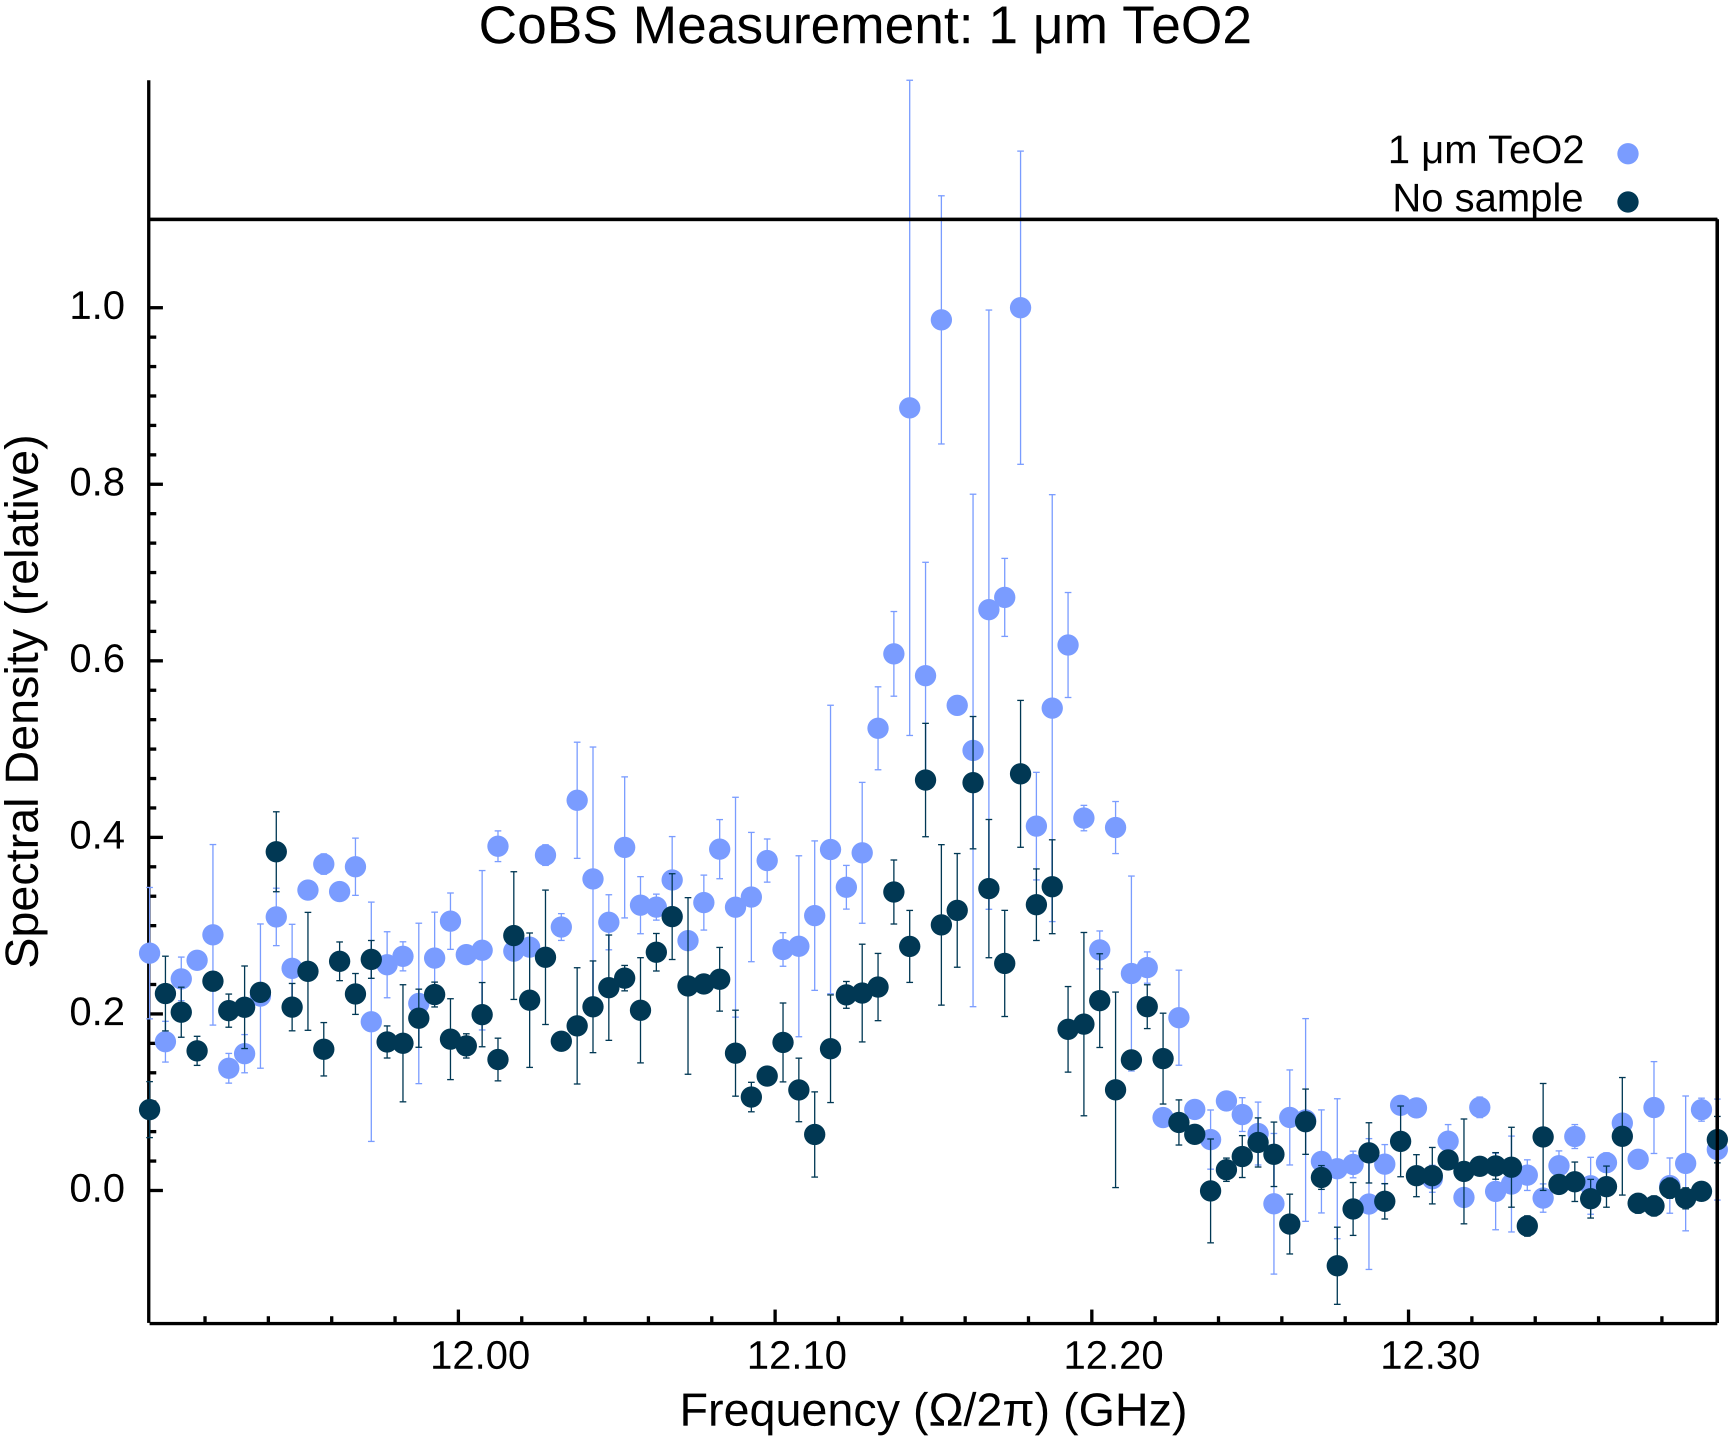 CoBS Measurement: 1 μm TeO2
1 μm TeO2
No sample
1.0
0.8
0.6
0.4
0.2
0.0
Spectral Density (relative)
12.00 12.10 12.20 12.30
Frequency (Ω/2π) (GHz)